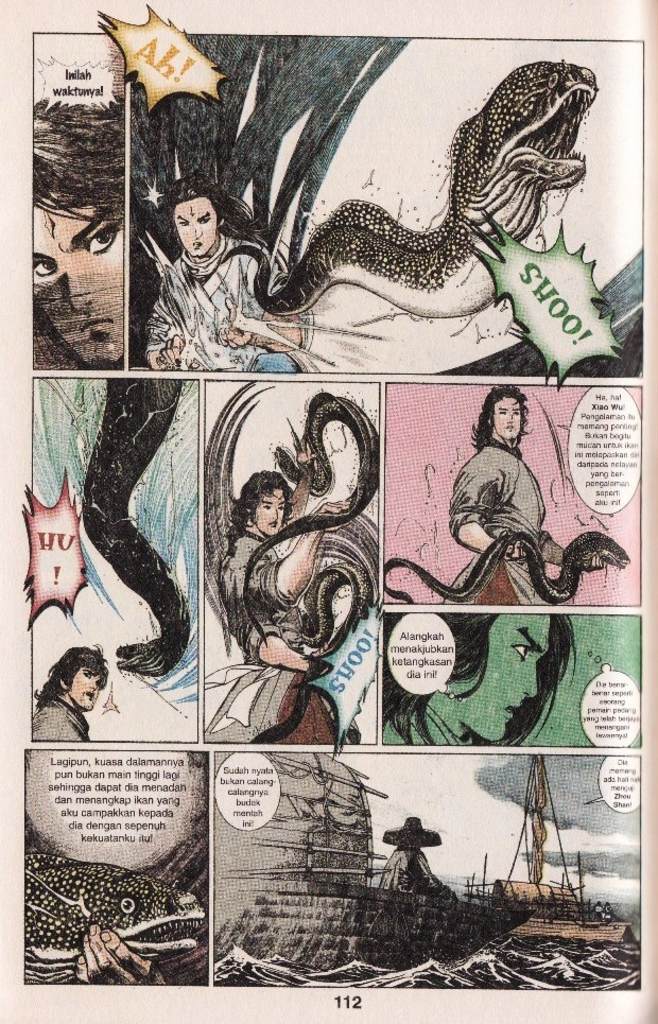 Inilah
waktunya!
AH!
SHOO!
HU
!
SHOO!
Ha, ha!
Xiao Wu!
Pengalaman itu
memang penting!
Bukan begitu
mudah untuk ikan
ini melepaskan diri
daripada nelayan
yang ber-
pengalaman
seperti
aku ini!
Alangkah
menakjubkan
ketangkasan
dia ini!
Dia benar-
benar seperti
seorang
pemain pedang
yang telah berjaya
menangani
lawannya!
Lagipun, kuasa dalamannya
pun bukan main tinggi lagi
sehingga dapat dia menadah
dan menangkap ikan yang
aku campakkan kepada
dia dengan sepenuh
kekuatanku itu!
Sudah nyata
bukan calang-
calangnya
budak
mentah
ini!
Dia
memang
ada hati nak
menguji
Zhou
Shan!
112